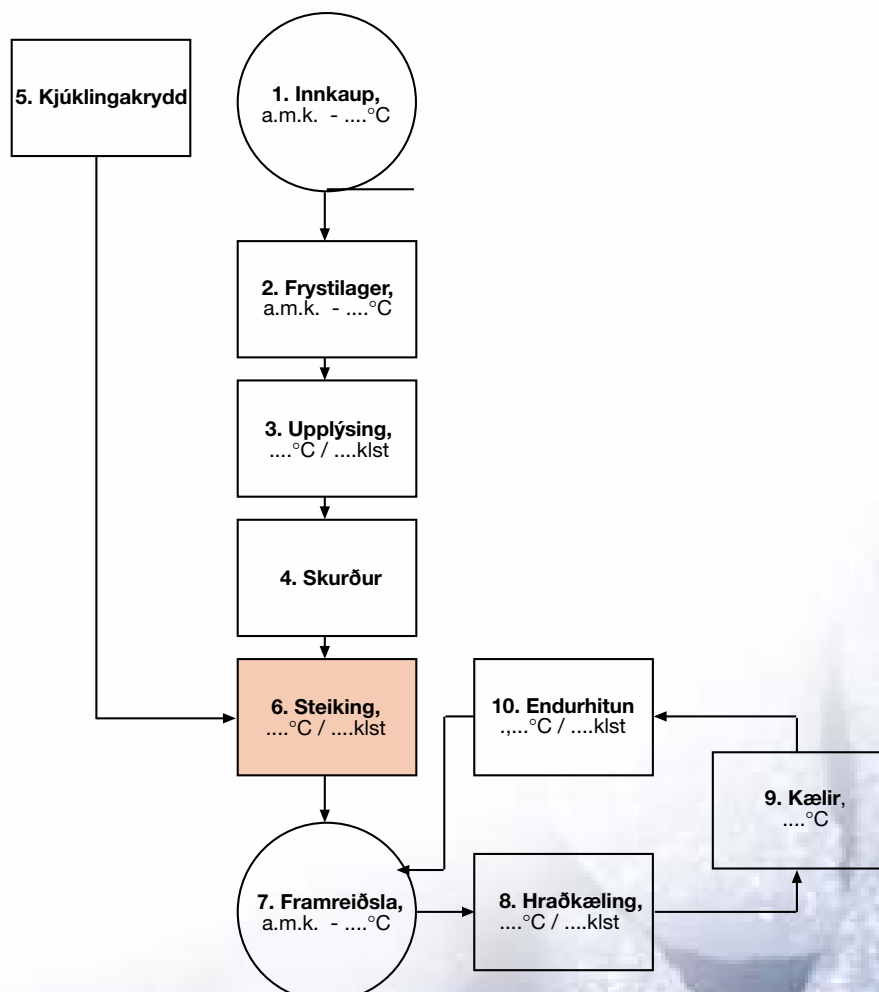 5. Kjúklingakrydd
1. Innkaup,
a.m.k. - ....°C
2. Frystilager,
a.m.k. - ....°C
3. Upplýsing,
....°C / ....klst
4. Skurður
6. Steiking,
....°C / ....klst
10. Endurhitun
.,...°C / ....klst
9. Kælir,
....°C
7. Framreiðsla,
a.m.k. - ....°C
8. Hraðkæling,
....°C / ....klst